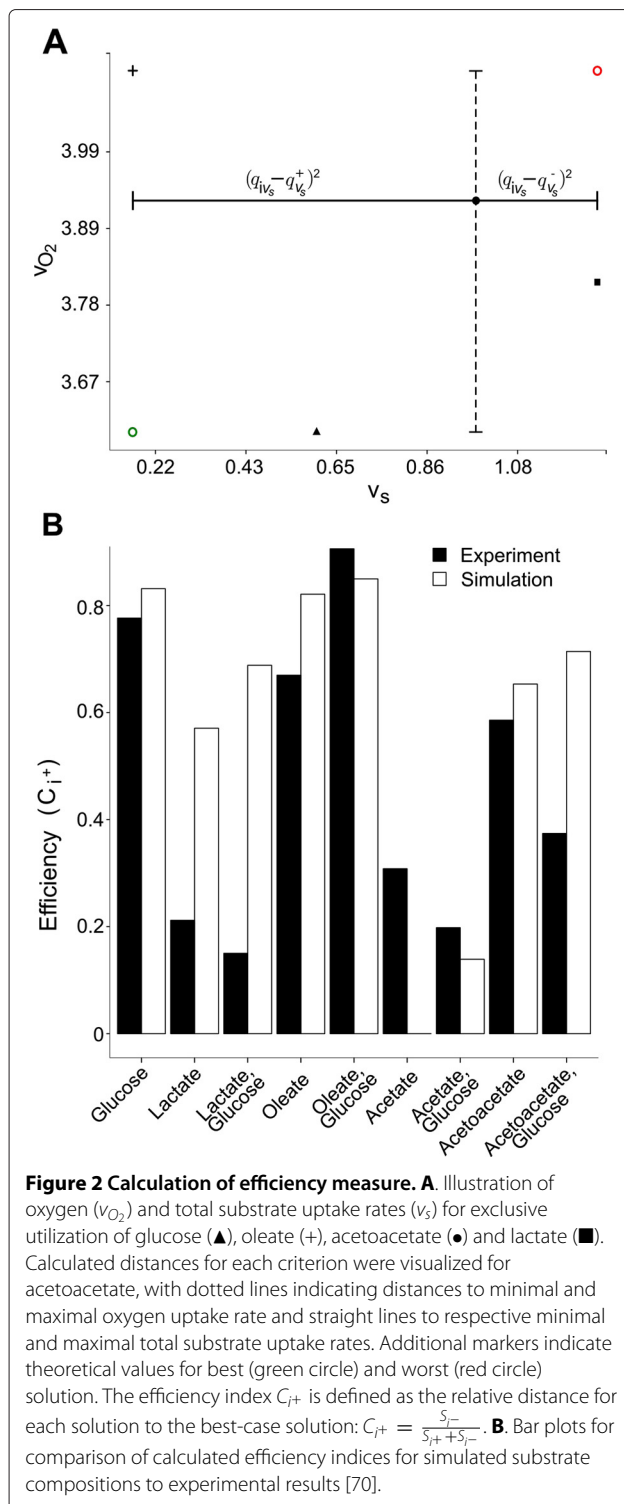 A
3.99
3.89
3.78
3.67
v_{O_2}
(q_{iv_s}−q_{v_s}^{+})^2
(q_{iv_s}−q_{v_s}^{-})^2
0.22 0.43 0.65 0.86 1.08
v_s
B
Experiment
Simulation
Efficiency (C_{i^+})
0.8
0.6
0.4
0.2
0
Glucose
Lactate
Lactate,
Glucose
Oleate
Oleate,
Glucose
Acetate
Acetate,
Glucose
Acetoacetate
Acetoacetate,
Glucose
Figure 2 Calculation of efficiency measure. A. Illustration of
oxygen (v_{O_2}) and total substrate uptake rates (v_s) for exclusive
utilization of glucose (▲), oleate (+), acetoacetate (●) and lactate (■).
Calculated distances for each criterion were visualized for
acetoacetate, with dotted lines indicating distances to minimal and
maximal oxygen uptake rate and straight lines to respective minimal
and maximal total substrate uptake rates. Additional markers indicate
theoretical values for best (green circle) and worst (red circle)
solution. The efficiency index C_{i+} is defined as the relative distance for
each solution to the best-case solution: C_{i+} = \frac{S_{i-}}{S_{i+}+S_{i-}}. B. Bar plots for
comparison of calculated efficiency indices for simulated substrate
compositions to experimental results [70].